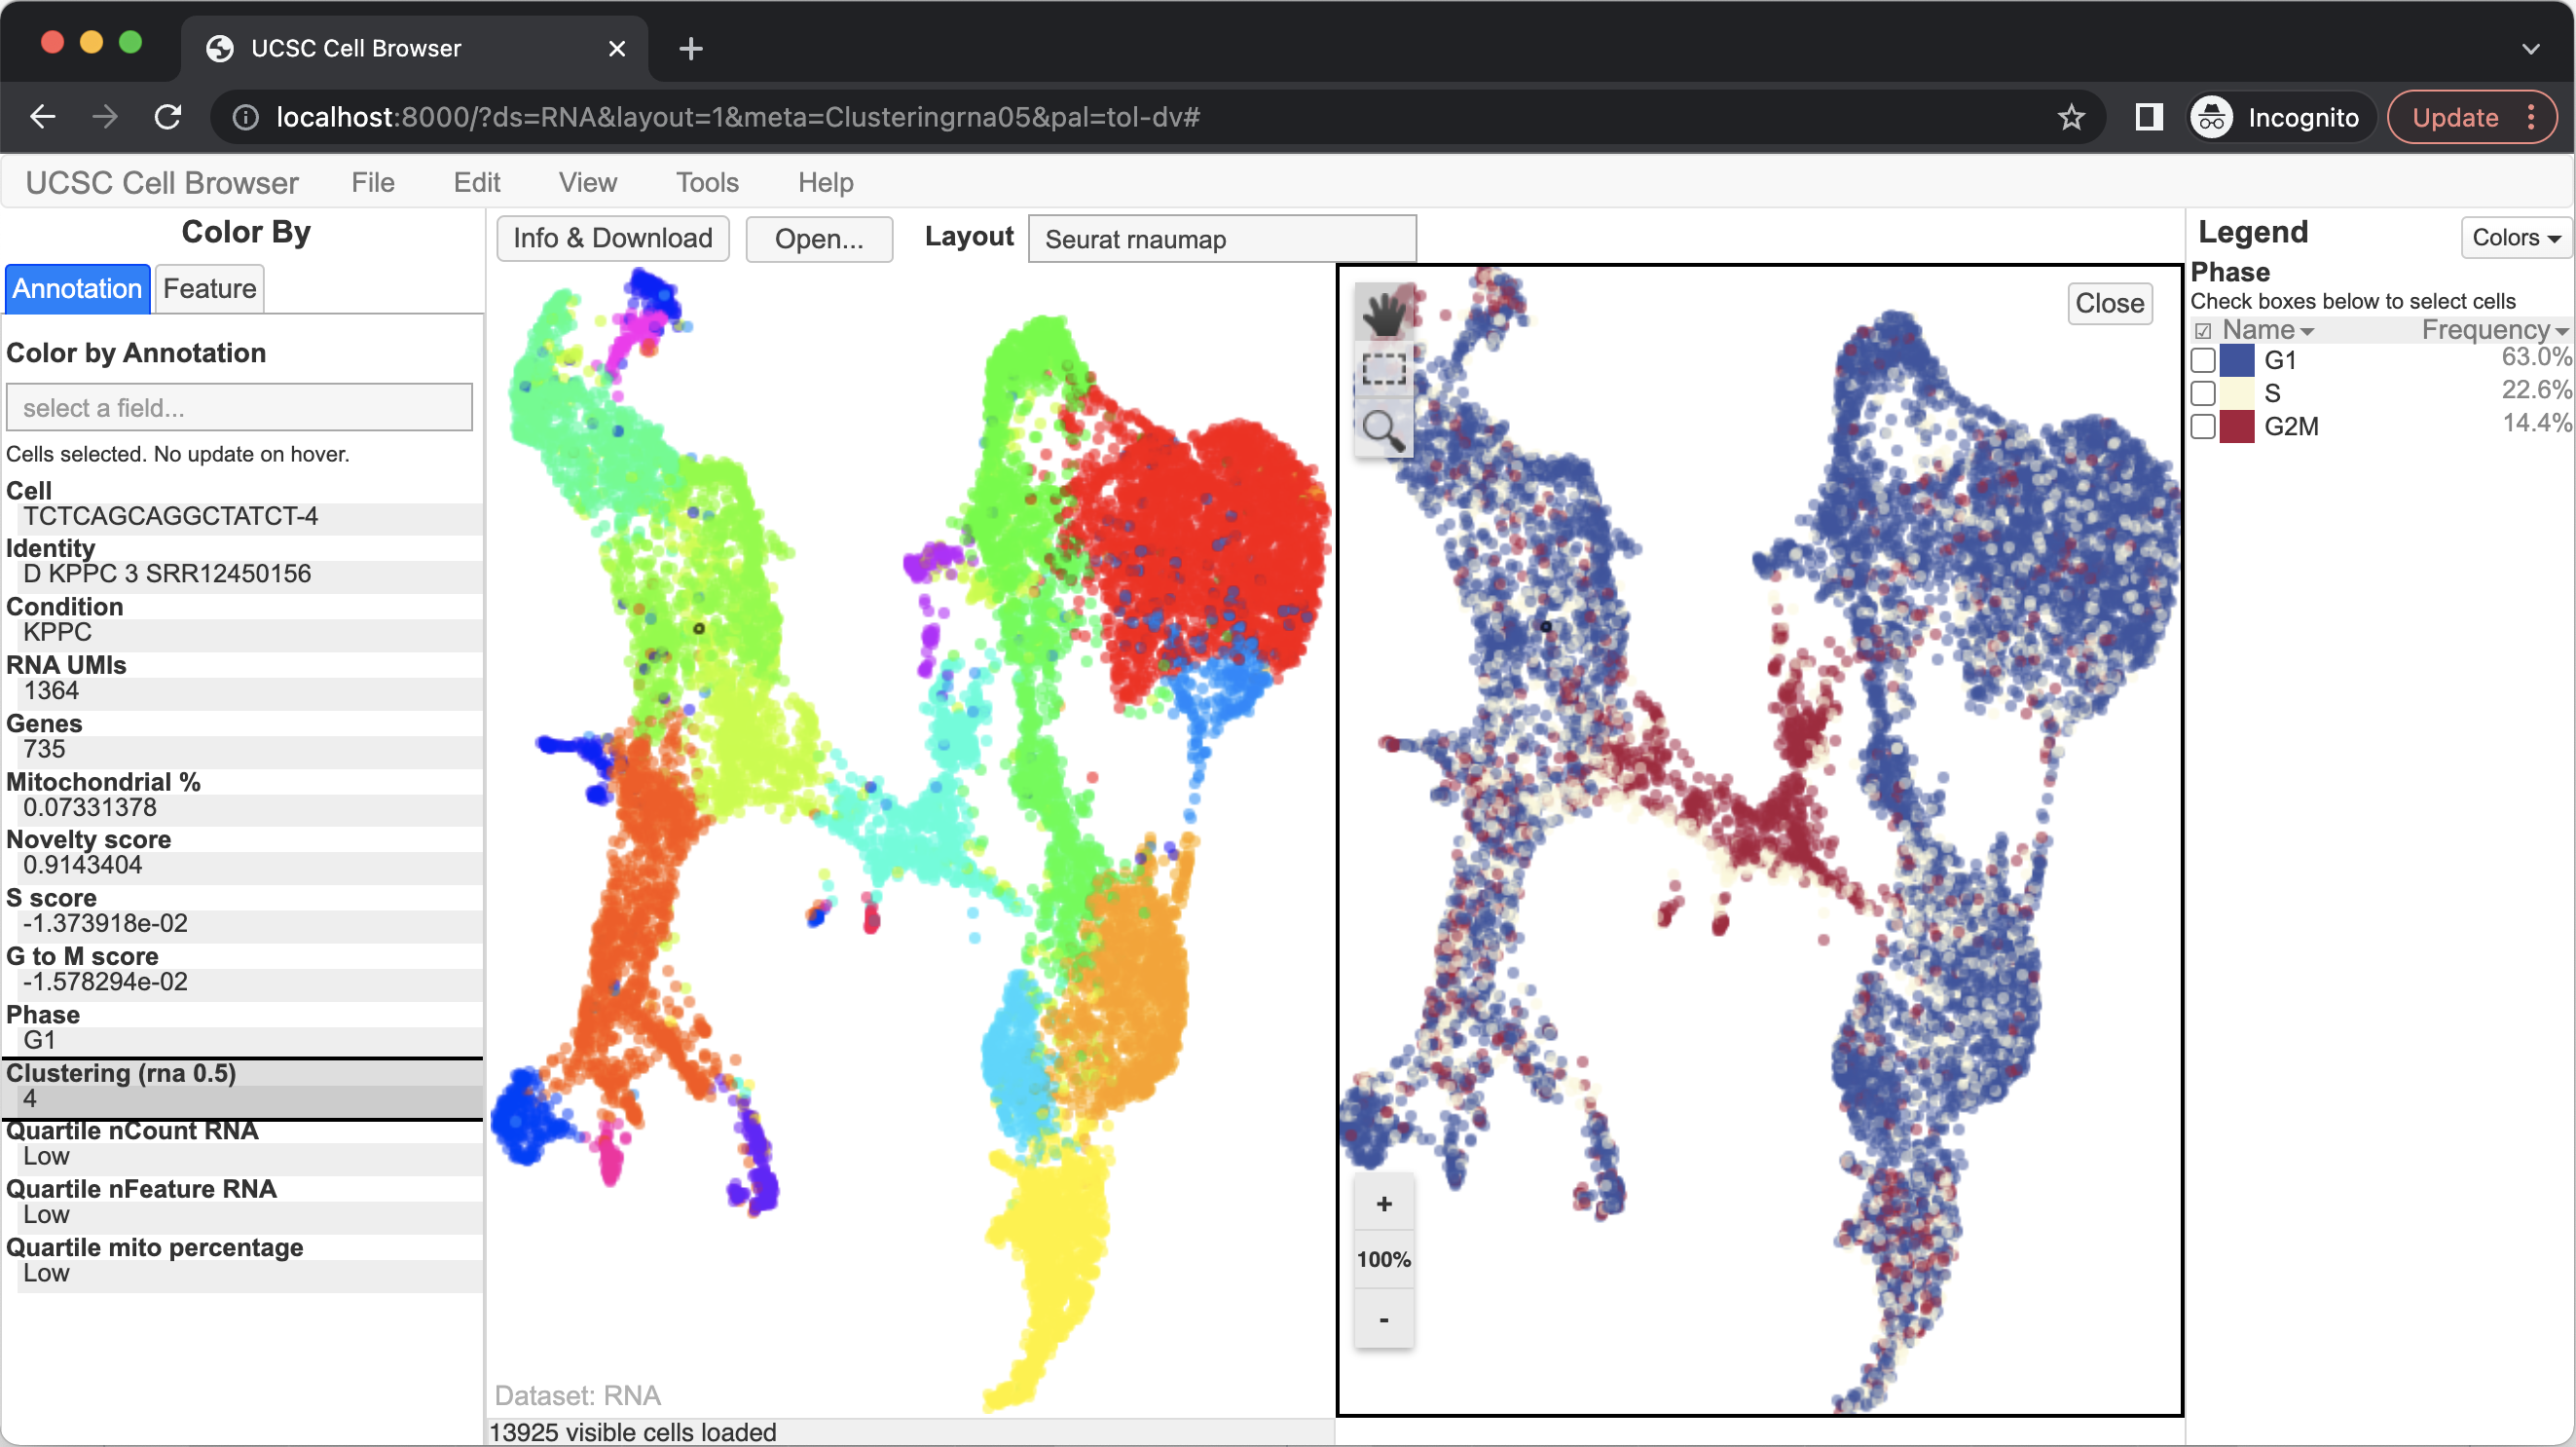 UCSC Cell Browser
localhost:8000/?ds=RNA&layout=1&meta=Clusteringrna05&pal=tol-dv#
Incognito
Update
UCSC Cell Browser
File
Edit
View
Tools
Help
Color By
Annotation
Feature
Color by Annotation
select a field...
Cells selected. No update on hover.
Cell
TCTCAGCAGGCTATCT-4
Identity
D KPPC 3 SRR12450156
Condition
KPPC
RNA UMIs
1364
Genes
735
Mitochondrial %
0.07331378
Novelty score
0.9143404
S score
-1.373918e-02
G to M score
-1.578294e-02
Phase
G1
Clustering (rna 0.5)
4
Quartile nCount RNA
Low
Quartile nFeature RNA
Low
Quartile mito percentage
Low
Info & Download
Open...
Layout
Seurat rnaumap
Close
+
100%
-
Dataset: RNA
13925 visible cells loaded
Legend
Colors
Phase
Check boxes below to select cells
Name Frequency
G1 63.0%
S 22.6%
G2M 14.4%